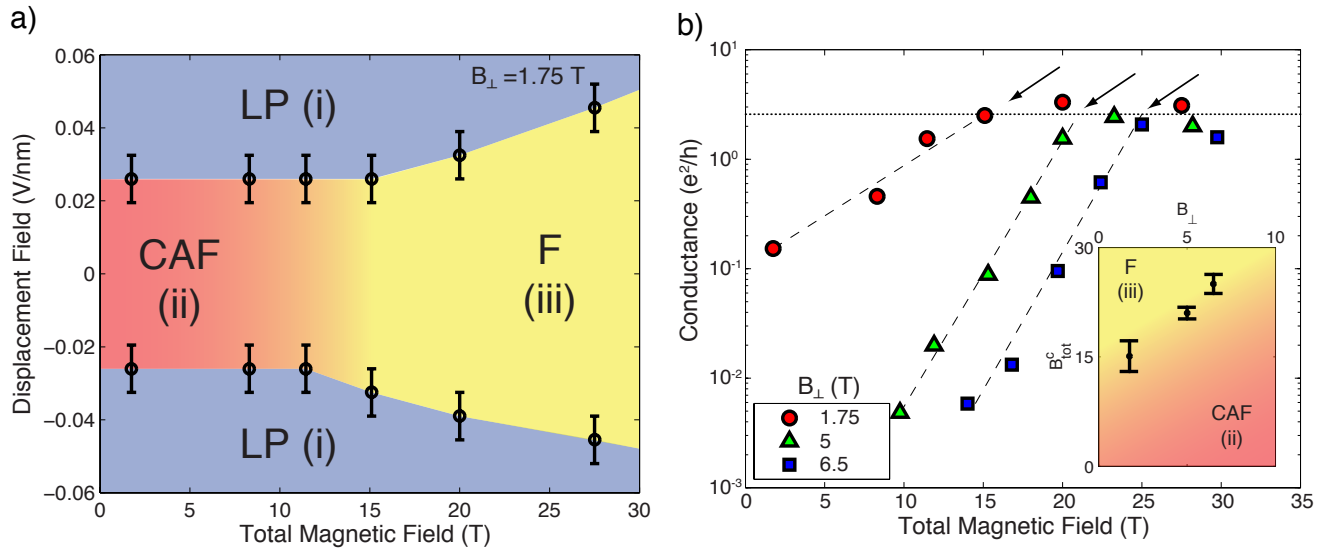 a)
B⊥ =1.75 T
LP (i)
CAF
(ii)
F
(iii)
LP (i)
0.06
0.04
0.02
0
−0.02
−0.04
−0.06
0 5 10 15 20 25 30
Displacement Field (V/nm)
Total Magnetic Field (T)
b)
10¹
10⁰
10⁻¹
10⁻²
10⁻³
0 5 10 15 20 25 30 35
Conductance (e²/h)
Total Magnetic Field (T)
B⊥ (T)
1.75
5
6.5
B⊥
0 5 10
30
15
0
Bᶜtot
F
(iii)
CAF
(ii)